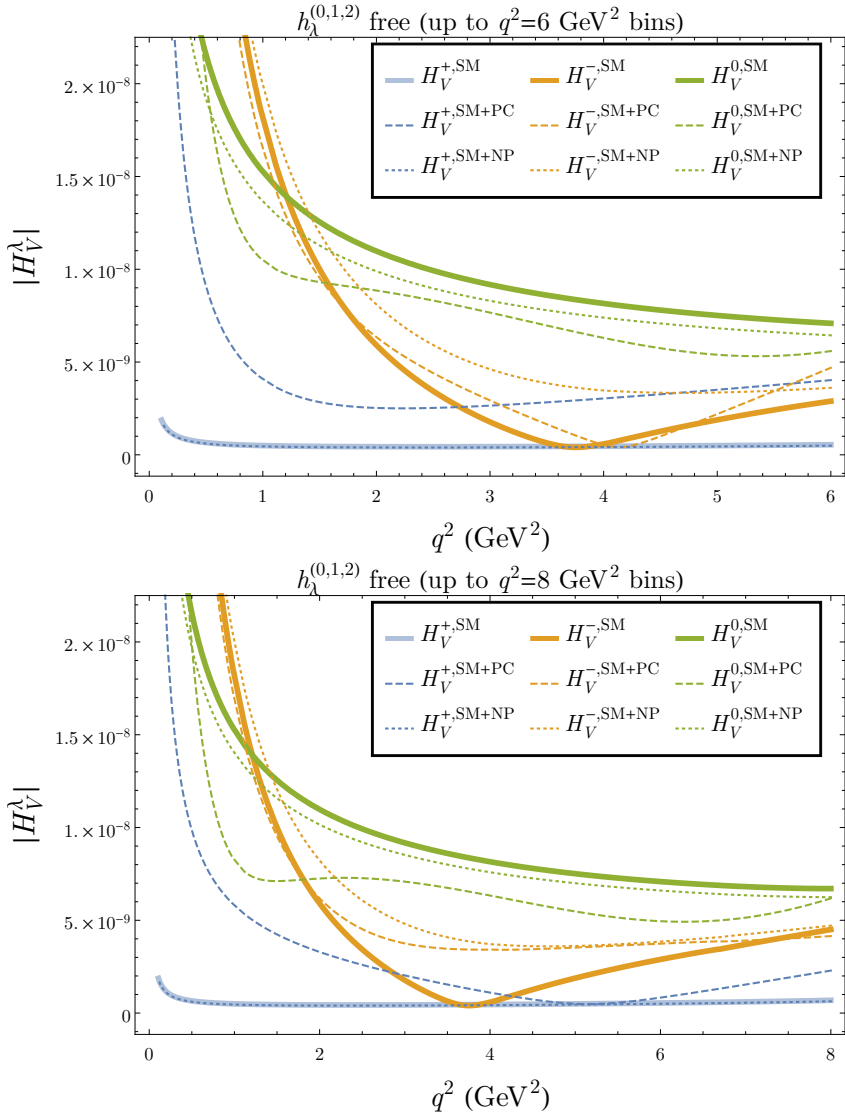 h_λ^(0,1,2) free (up to q²=6 GeV² bins)
H_V^{+,SM} H_V^{-,SM} H_V^{0,SM}
H_V^{+,SM+PC} H_V^{-,SM+PC} H_V^{0,SM+PC}
H_V^{+,SM+NP} H_V^{-,SM+NP} H_V^{0,SM+NP}
2.×10⁻⁸
1.5×10⁻⁸
1.×10⁻⁸
5.×10⁻⁹
0
|H_V^λ|
0 1 2 3 4 5 6
q² (GeV²)
h_λ^(0,1,2) free (up to q²=8 GeV² bins)
H_V^{+,SM} H_V^{-,SM} H_V^{0,SM}
H_V^{+,SM+PC} H_V^{-,SM+PC} H_V^{0,SM+PC}
H_V^{+,SM+NP} H_V^{-,SM+NP} H_V^{0,SM+NP}
2.×10⁻⁸
1.5×10⁻⁸
1.×10⁻⁸
5.×10⁻⁹
0
|H_V^λ|
0 2 4 6 8
q² (GeV²)